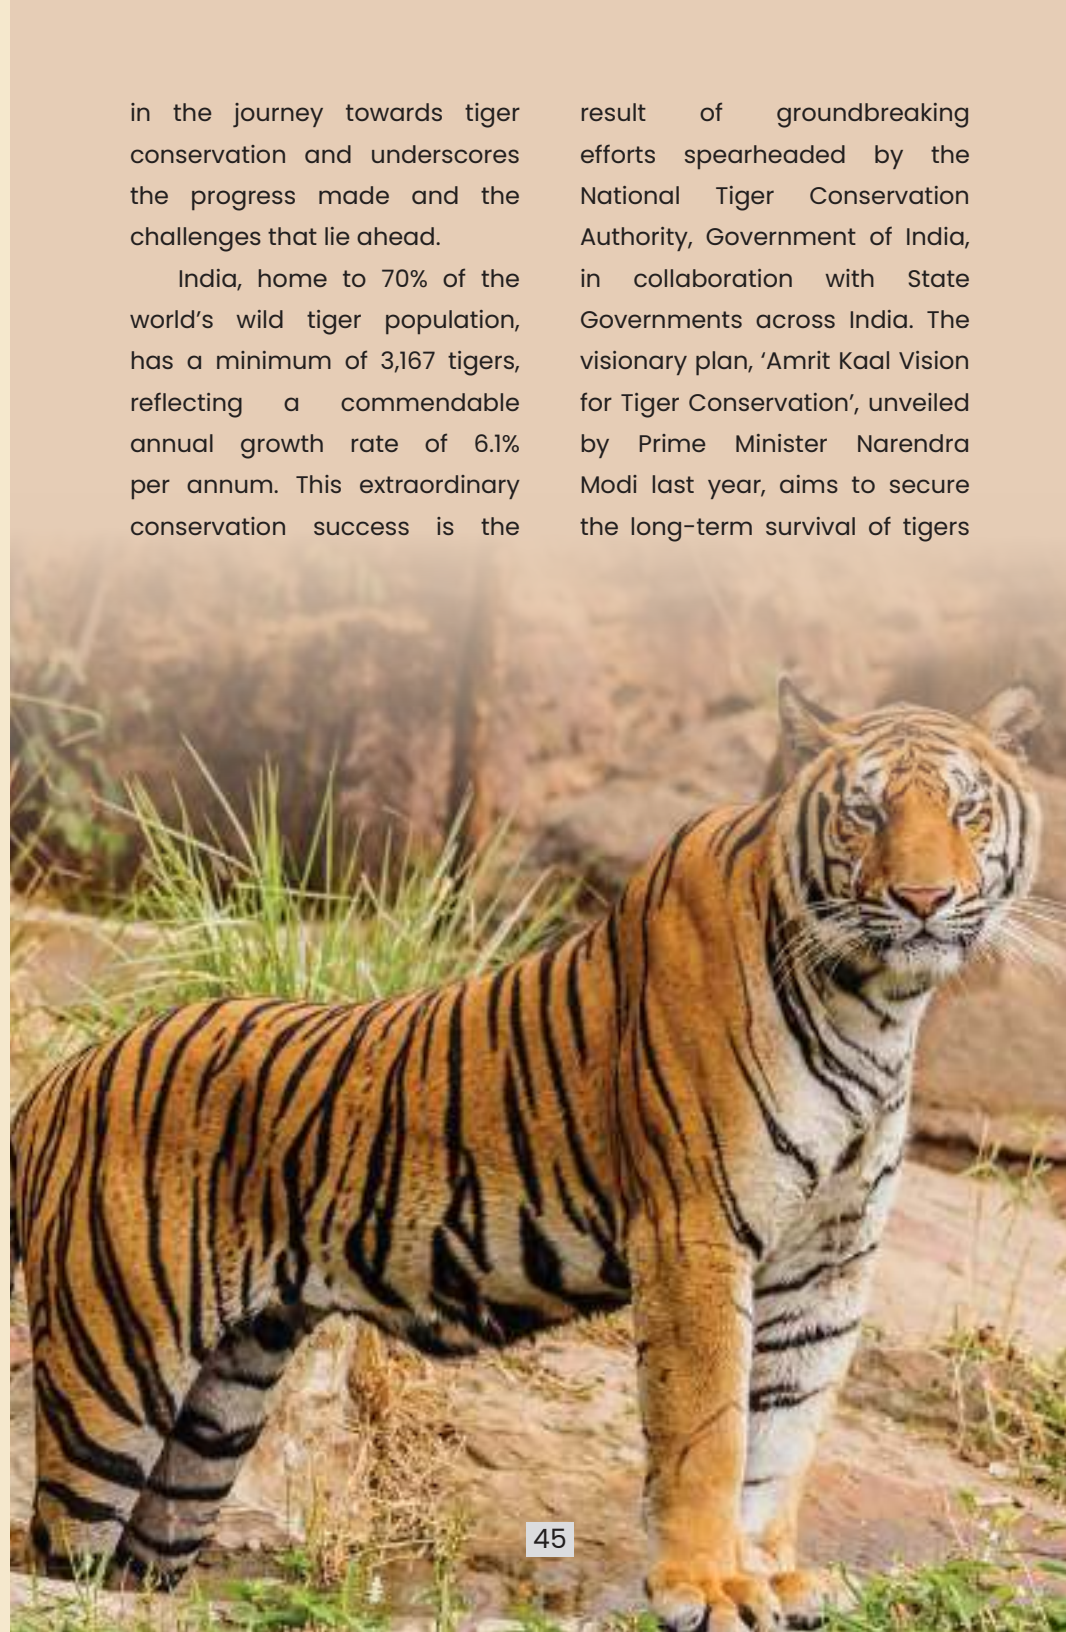 in the journey towards tiger
conservation and underscores
the progress made and the
challenges that lie ahead.
India, home to 70% of the
world’s wild tiger population,
has a minimum of 3,167 tigers,
reflecting a commendable
annual growth rate of 6.1%
per annum. This extraordinary
conservation success is the
result of groundbreaking
efforts spearheaded by the
National Tiger Conservation
Authority, Government of India,
in collaboration with State
Governments across India. The
visionary plan, ‘Amrit Kaal Vision
for Tiger Conservation’, unveiled
by Prime Minister Narendra
Modi last year, aims to secure
the long-term survival of tigers
45